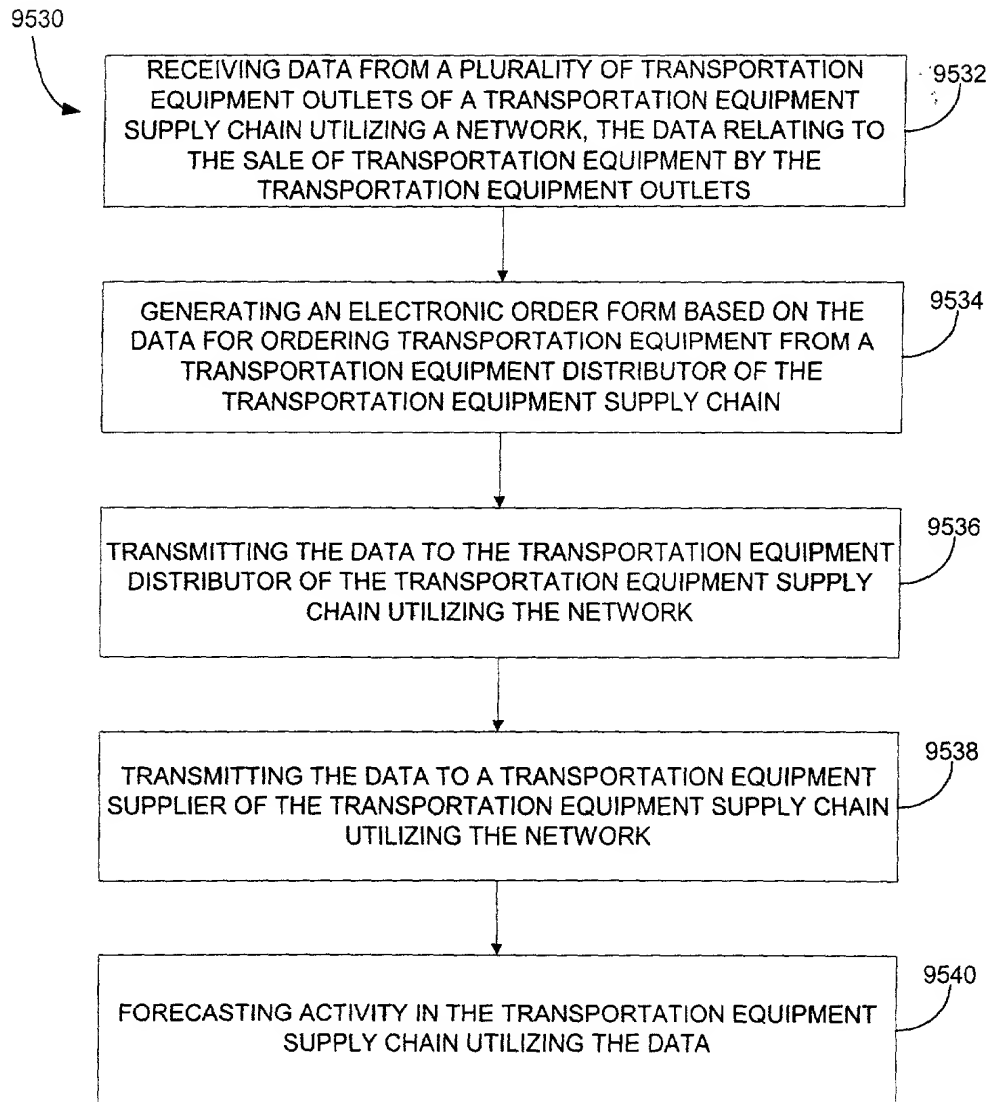 9530
RECEIVING DATA FROM A PLURALITY OF TRANSPORTATION
EQUIPMENT OUTLETS OF A TRANSPORTATION EQUIPMENT
SUPPLY CHAIN UTILIZING A NETWORK, THE DATA RELATING TO
THE SALE OF TRANSPORTATION EQUIPMENT BY THE
TRANSPORTATION EQUIPMENT OUTLETS
9532
GENERATING AN ELECTRONIC ORDER FORM BASED ON THE
DATA FOR ORDERING TRANSPORTATION EQUIPMENT FROM A
TRANSPORTATION EQUIPMENT DISTRIBUTOR OF THE
TRANSPORTATION EQUIPMENT SUPPLY CHAIN
9534
TRANSMITTING THE DATA TO THE TRANSPORTATION EQUIPMENT
DISTRIBUTOR OF THE TRANSPORTATION EQUIPMENT SUPPLY
CHAIN UTILIZING THE NETWORK
9536
TRANSMITTING THE DATA TO A TRANSPORTATION EQUIPMENT
SUPPLIER OF THE TRANSPORTATION EQUIPMENT SUPPLY CHAIN
UTILIZING THE NETWORK
9538
FORECASTING ACTIVITY IN THE TRANSPORTATION EQUIPMENT
SUPPLY CHAIN UTILIZING THE DATA
9540